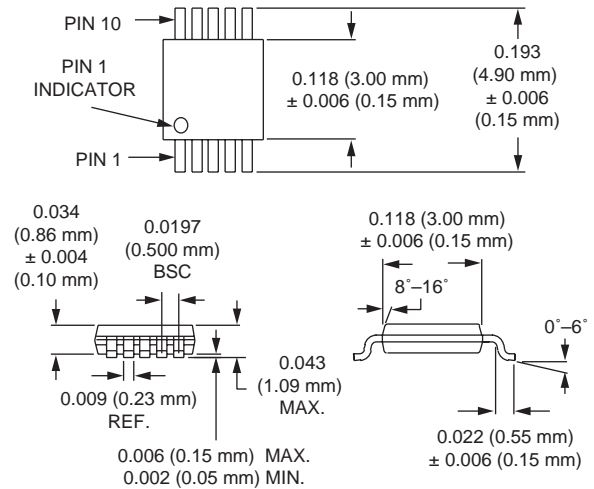 PIN 10
PIN 1
INDICATOR
PIN 1
0.118 (3.00 mm)
± 0.006 (0.15 mm)
0.193
(4.90 mm)
± 0.006
(0.15 mm)
0.034
(0.86 mm)
± 0.004
(0.10 mm)
0.0197
(0.500 mm)
BSC
0.043
(1.09 mm)
MAX.
0.009 (0.23 mm)
REF.
0.006 (0.15 mm) MAX.
0.002 (0.05 mm) MIN.
0.118 (3.00 mm)
± 0.006 (0.15 mm)
8°–16°
0°–6°
0.022 (0.55 mm)
± 0.006 (0.15 mm)